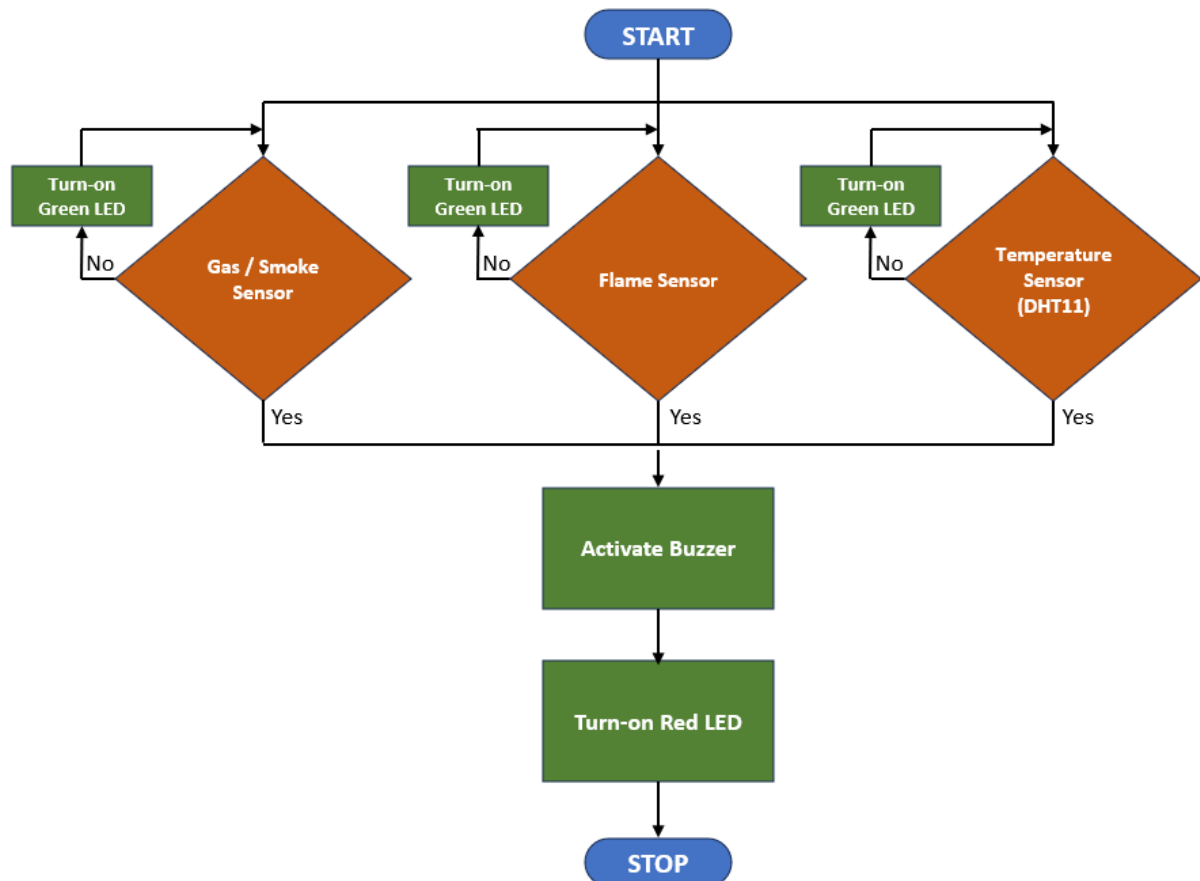 START
Turn-on
Green LED
Turn-on
Green LED
Turn-on
Green LED
No
Gas / Smoke
Sensor
No
Flame Sensor
No
Temperature
Sensor
(DHT11)
Yes
Yes
Yes
Activate Buzzer
Turn-on Red LED
STOP